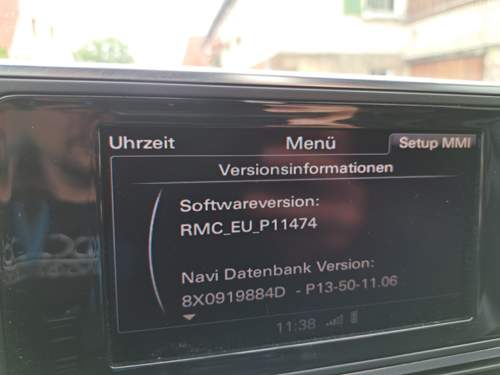 Uhrzeit Menü Setup MMI
Versionsinformationen
Softwareversion:
RMC_EU_P11474
Navi Datenbank Version:
8X0919884D - P13-50-11.06
11:38